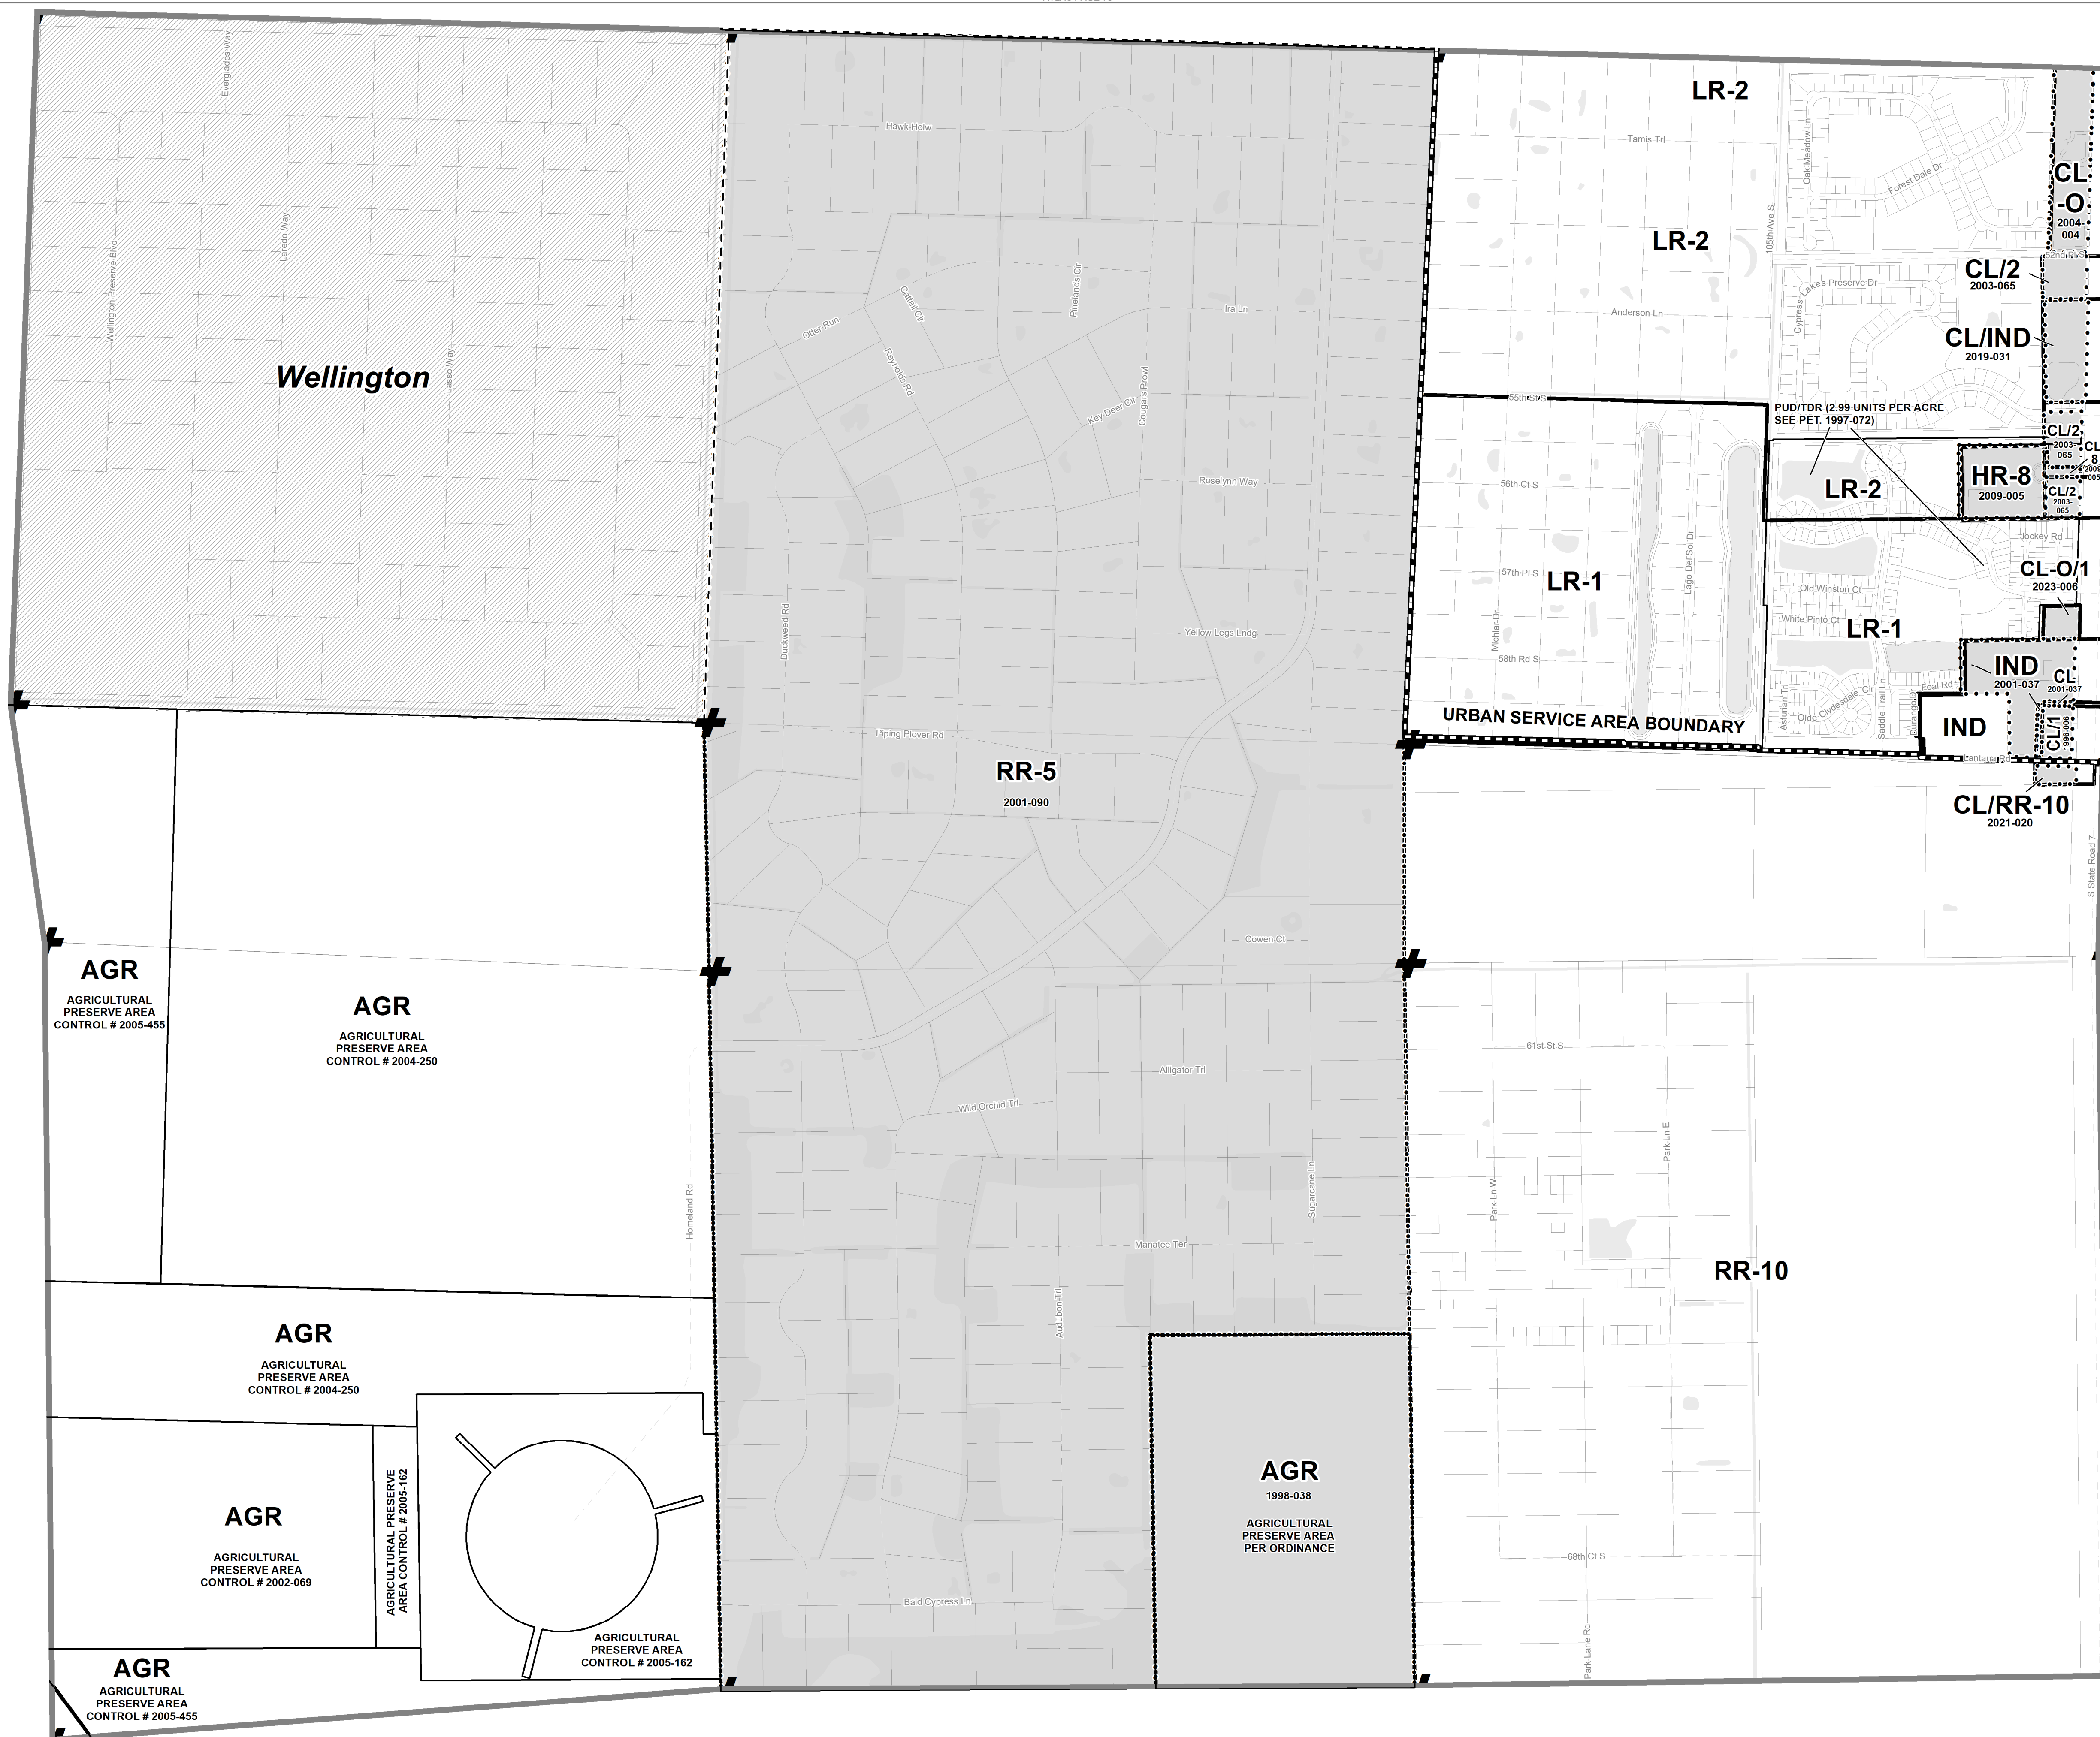 Everglades Way
Wellington Preserve Blvd
Laredo Way
Lasso Way
Wellington
Hawk Holw
Otter Run
Cattail Cir
Reynolds Rd
Pinelands Cir
Ira Ln
Key Deer Cir
Cougars Prowl
Roselynn Way
Duckweed Rd
Yellow Legs Lndg
Piping Plover Rd
RR-5
2001-090
Cowen Ct
Alligator Trl
Wild Orchid Trl
Sugarcane Ln
Manatee Ter
Audubon Trl
Bald Cypress Ln
Homeland Rd
AGR
1998-038
AGRICULTURAL
PRESERVE AREA
PER ORDINANCE
AGR
AGRICULTURAL
PRESERVE AREA
CONTROL # 2005-455
AGR
AGRICULTURAL
PRESERVE AREA
CONTROL # 2004-250
AGR
AGRICULTURAL
PRESERVE AREA
CONTROL # 2004-250
AGR
AGRICULTURAL
PRESERVE AREA
CONTROL # 2002-069
AGRICULTURAL PRESERVE
AREA CONTROL # 2005-162
AGRICULTURAL
PRESERVE AREA
CONTROL # 2005-162
AGR
AGRICULTURAL
PRESERVE AREA
CONTROL # 2005-455
LR-2
Tamis Trl
LR-2
105th Ave S
Anderson Ln
Oak Meadow Ln
Forest Dale Dr
CL
-O
2004-
004
52nd Pl S
CL/2
2003-065
Cypress Lakes Preserve Dr
CL/IND
2019-031
55th St S
PUD/TDR (2.99 UNITS PER ACRE
SEE PET. 1997-072)
CL/2
2003-
065
CL
8
2009
005
HR-8
2009-005
LR-2
CL/2
2003-
065
56th Ct S
57th Pl S
LR-1
Lago Del Sol Dr
Michlar Dr
58th Rd S
Jockey Rd
CL-O/1
2023-006
Old Winston Ct
White Pinto Ct
LR-1
IND
2001-037
CL
2001-037
Foal Rd
Asturian Trl
Olde Clydesdale Cir
Saddle Trail Ln
Durango Dr
IND
CL/1
1996-006
URBAN SERVICE AREA BOUNDARY
Lantana Rd
CL/RR-10
2021-020
S State Road 7
61st St S
Park Ln E
Park Ln W
RR-10
68th Ct S
Park Lane Rd